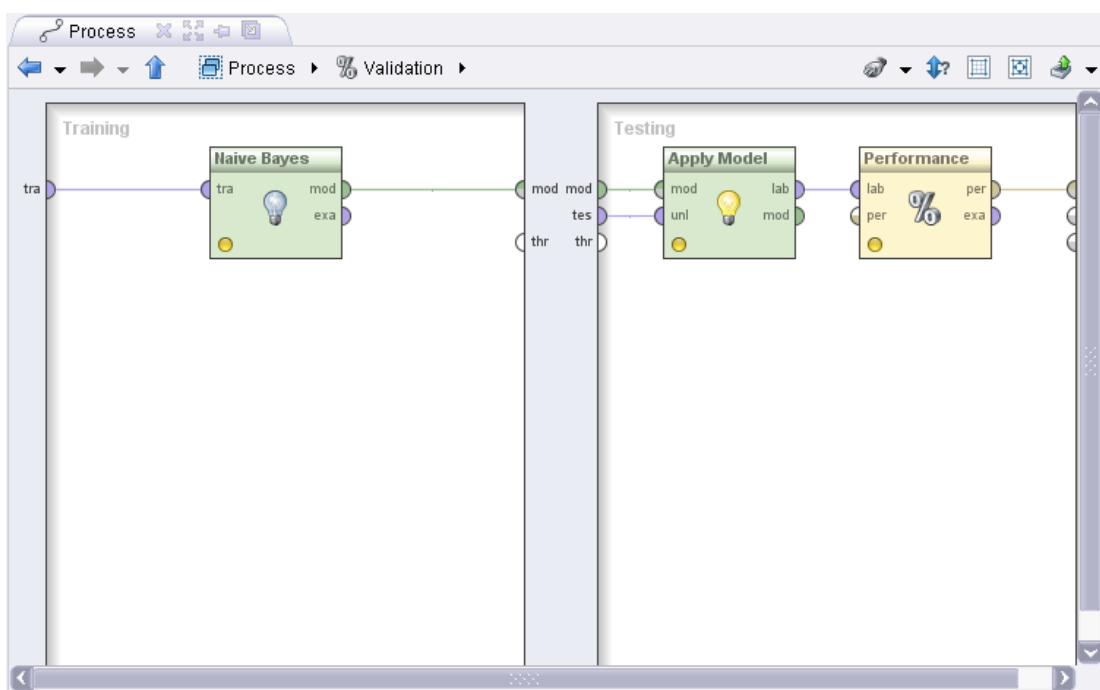 Process
Process Validation
Training
Testing
Naive Bayes
Apply Model
Performance
tra
tra mod
mod mod
mod lab
lab per
exa
tes
unl mod
per exa
thr thr